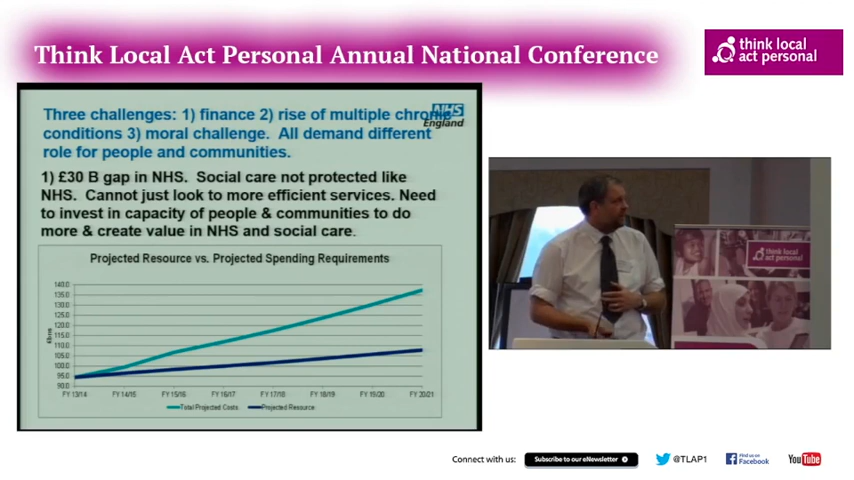 Think Local Act Personal Annual National Conference
think local
act personal
Three challenges: 1) finance 2) rise of multiple chronic
conditions 3) moral challenge. All demand different
role for people and communities.
NHS
England
1) £30 B gap in NHS. Social care not protected like
NHS. Cannot just look to more efficient services. Need
to invest in capacity of people & communities to do
more & create value in NHS and social care.
Projected Resource vs. Projected Spending Requirements
140.0
135.0
130.0
125.0
120.0
115.0
110.0
105.0
100.0
95.0
90.0
£bns
FY 13/14 FY 14/15 FY 15/16 FY 16/17 FY 17/18 FY 18/19 FY 19/20 FY 20/21
Total Projected Costs Projected Resource
think local
act personal
Connect with us: Subscribe to our eNewsletter @TLAP1 Find us on Facebook YouTube